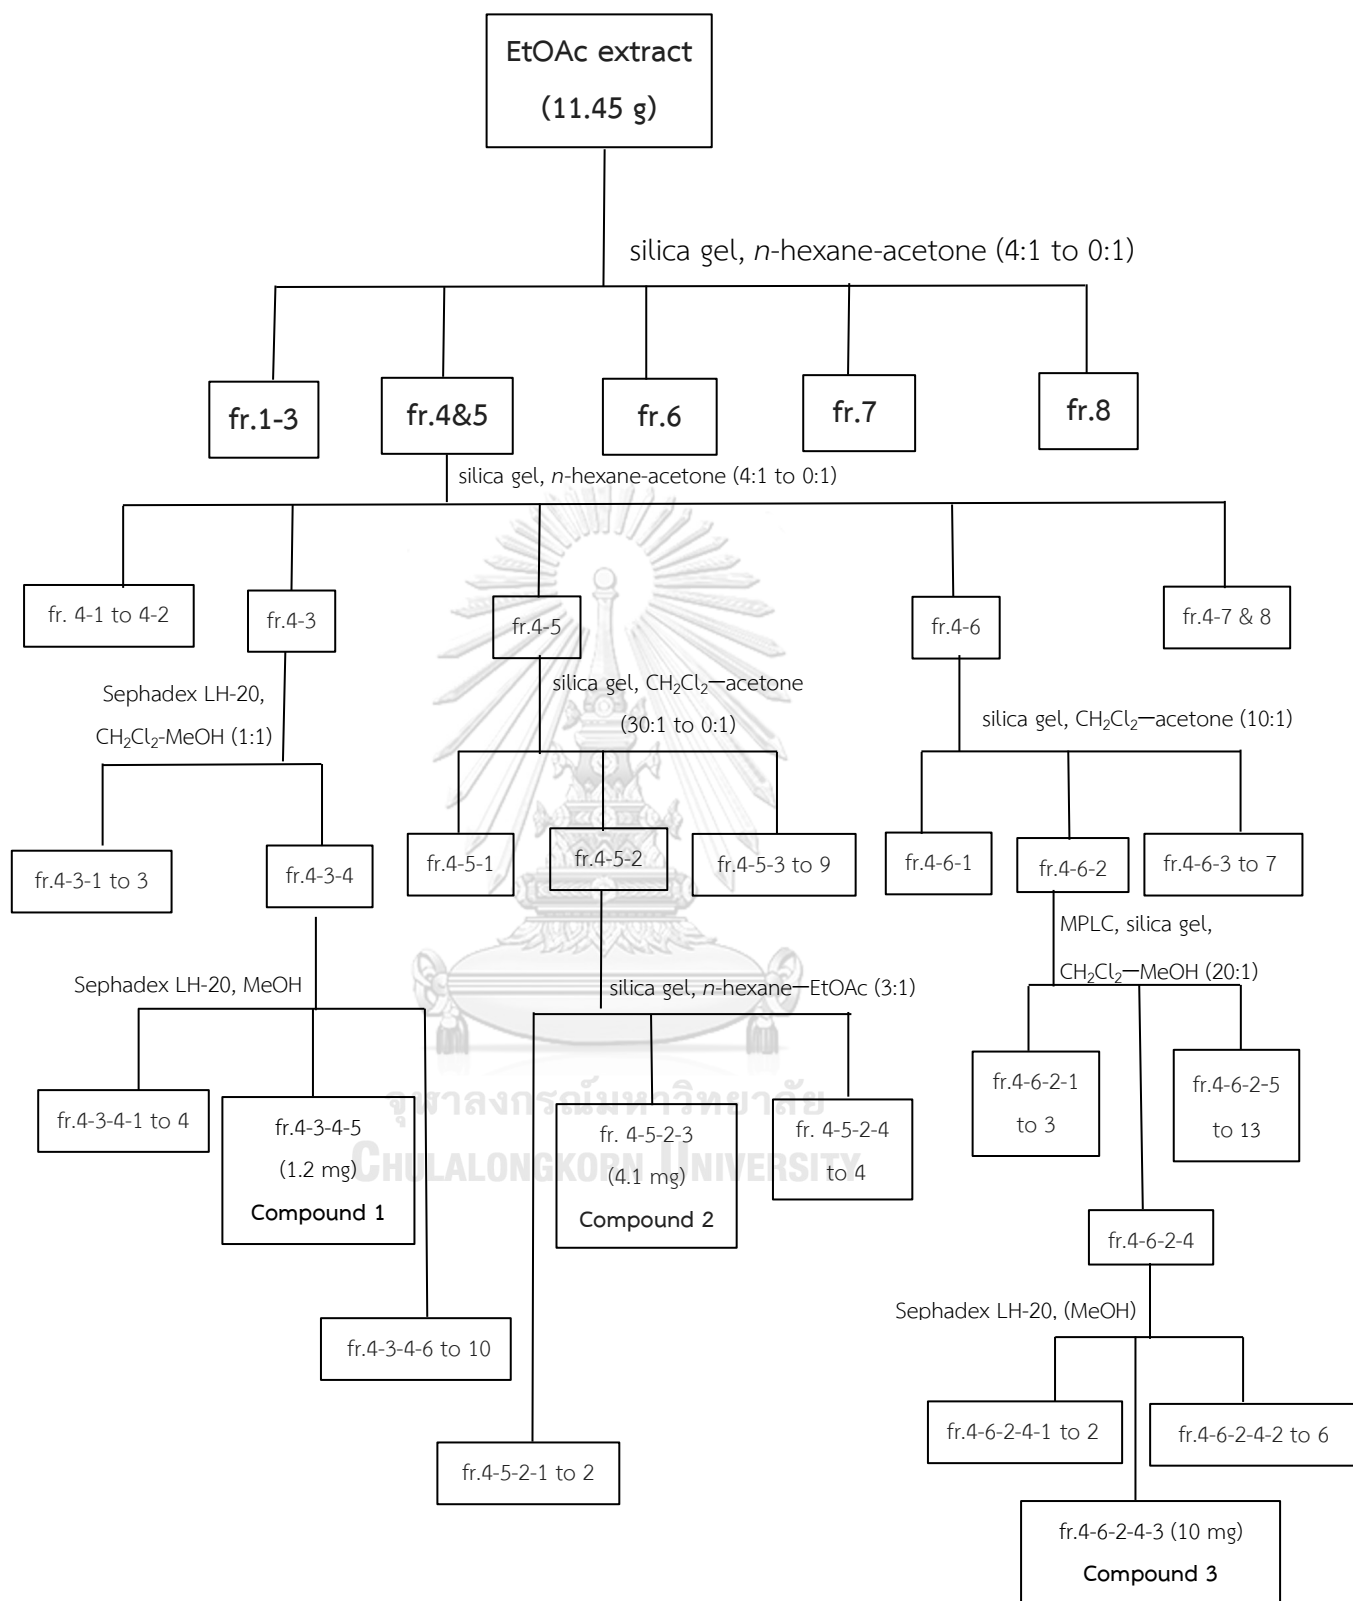 EtOAc extract
(11.45 g)
silica gel, n-hexane-acetone (4:1 to 0:1)
fr.1-3
fr.4&5
fr.6
fr.7
fr.8
silica gel, n-hexane-acetone (4:1 to 0:1)
fr. 4-1 to 4-2
fr.4-3
fr.4-5
fr.4-6
fr.4-7 & 8
Sephadex LH-20,
CH₂Cl₂-MeOH (1:1)
silica gel, CH₂Cl₂—acetone
(30:1 to 0:1)
silica gel, CH₂Cl₂—acetone (10:1)
fr.4-3-1 to 3
fr.4-3-4
fr.4-5-1
fr.4-5-2
fr.4-5-3 to 9
fr.4-6-1
fr.4-6-2
fr.4-6-3 to 7
MPLC, silica gel,
CH₂Cl₂—MeOH (20:1)
Sephadex LH-20, MeOH
silica gel, n-hexane—EtOAc (3:1)
fr.4-3-4-1 to 4
fr.4-3-4-5
(1.2 mg)
Compound 1
fr. 4-5-2-3
(4.1 mg)
Compound 2
fr. 4-5-2-4
to 4
fr.4-6-2-1
to 3
fr.4-6-2-5
to 13
จุฬาลงกรณ์มหาวิทยาลัย
CHULALONGKORN UNIVERSITY
fr.4-6-2-4
fr.4-3-4-6 to 10
Sephadex LH-20, (MeOH)
fr.4-5-2-1 to 2
fr.4-6-2-4-1 to 2
fr.4-6-2-4-2 to 6
fr.4-6-2-4-3 (10 mg)
Compound 3